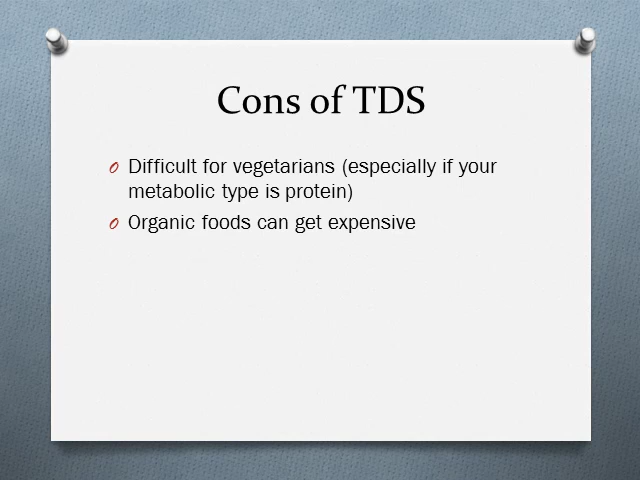 Cons of TDS
Difficult for vegetarians (especially if your
metabolic type is protein)
Organic foods can get expensive